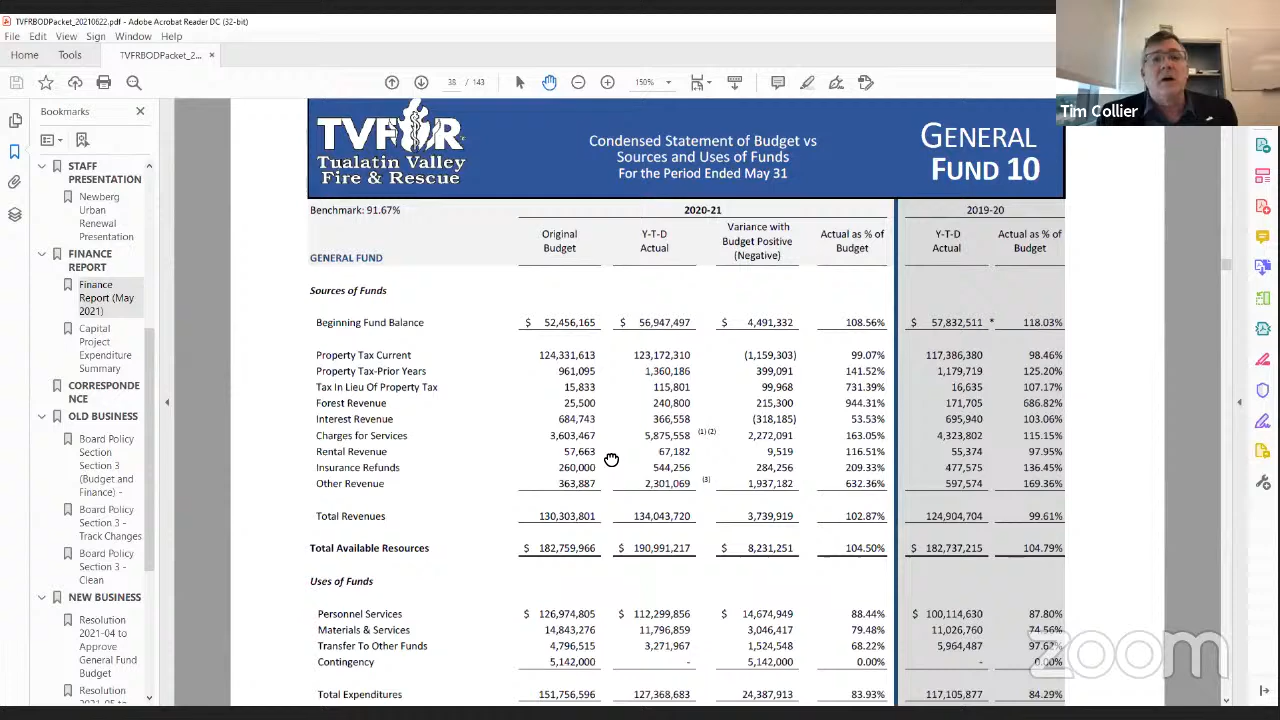 TVFRBODPacket_20210622.pdf - Adobe Acrobat Reader DC (32-bit)
File Edit View Sign Window Help
Home Tools TVFRBODPacket_2... ×
38 / 143 150%
Tim Collier
Bookmarks
STAFF
PRESENTATION
Newberg
Urban
Renewal
Presentation
FINANCE
REPORT
Finance
Report (May
2021)
Capital
Project
Expenditure
Summary
CORRESPONDE
NCE
OLD BUSINESS
Board Policy
Section
Section 3
(Budget and
Finance) -
Board Policy
Section 3 -
Track Changes
Board Policy
Section 3 -
Clean
NEW BUSINESS
Resolution
2021-04 to
Approve
General Fund
Budget
Resolution
2021-05 to
TVF&R
Tualatin Valley
Fire & Rescue
Condensed Statement of Budget vs
Sources and Uses of Funds
For the Period Ended May 31
GENERAL
FUND 10
Benchmark: 91.67% 2020-21 2019-20
Original Budget Y-T-D Actual Variance with Budget Positive (Negative) Actual as % of Budget Y-T-D Actual Actual as % of Budget
GENERAL FUND
Sources of Funds
Beginning Fund Balance $ 52,456,165 $ 56,947,497 $ 4,491,332 108.56% $ 57,832,511 * 118.03%
Property Tax Current 124,331,613 123,172,310 (1,159,303) 99.07% 117,386,380 98.46%
Property Tax-Prior Years 961,095 1,360,186 399,091 141.52% 1,179,719 125.20%
Tax In Lieu Of Property Tax 15,833 115,801 99,968 731.39% 16,635 107.17%
Forest Revenue 25,500 240,800 215,300 944.31% 171,705 686.82%
Interest Revenue 684,743 366,558 (318,185) 53.53% 695,940 103.06%
Charges for Services 3,603,467 5,875,558 (1) (2) 2,272,091 163.05% 4,323,802 115.15%
Rental Revenue 57,663 67,182 9,519 116.51% 55,374 97.95%
Insurance Refunds 260,000 544,256 284,256 209.33% 477,575 136.45%
Other Revenue 363,887 2,301,069 (3) 1,937,182 632.36% 597,574 169.36%
Total Revenues 130,303,801 134,043,720 3,739,919 102.87% 124,904,704 99.61%
Total Available Resources $ 182,759,966 $ 190,991,217 $ 8,231,251 104.50% $ 182,737,215 104.79%
Uses of Funds
Personnel Services $ 126,974,805 $ 112,299,856 $ 14,674,949 88.44% $ 100,114,630 87.80%
Materials & Services 14,843,276 11,796,859 3,046,417 79.48% 11,026,760 74.56%
Transfer To Other Funds 4,796,515 3,271,967 1,524,548 68.22% 5,964,487 97.62%
Contingency 5,142,000 - 5,142,000 0.00% - 0.00%
Total Expenditures 151,756,596 127,368,683 24,387,913 83.93% 117,105,877 84.29%
zoom